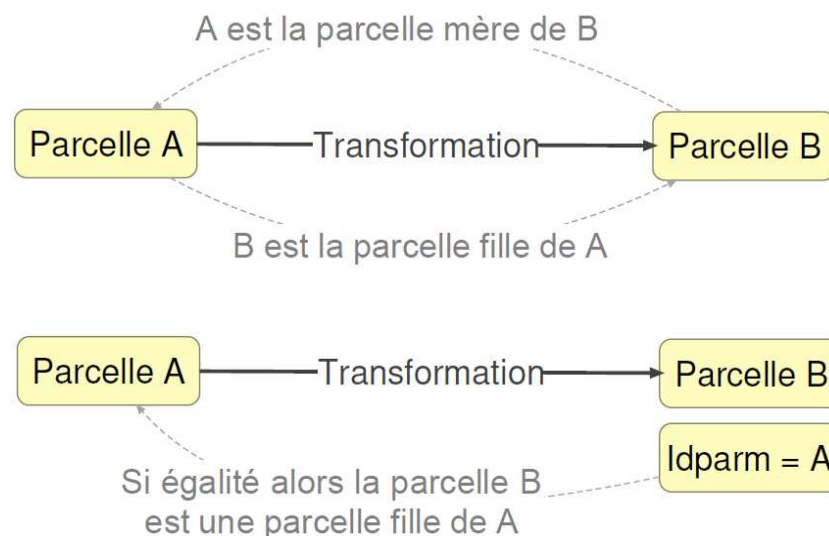 A est la parcelle mère de B
Parcelle A
Transformation
Parcelle B
B est la parcelle fille de A
Parcelle A
Transformation
Parcelle B
Idparm = A
Si égalité alors la parcelle B
est une parcelle fille de A